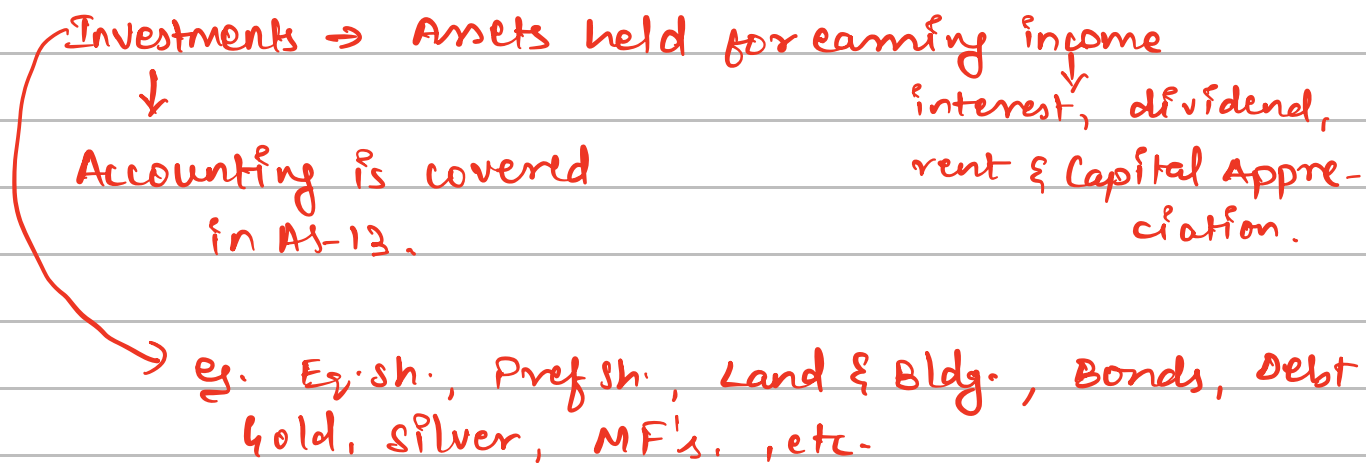 Investments → Assets held for earning income
interest, dividend,
Accounting is covered
rent & Capital Appre-
in AS-13.
ciation.
eg. Eq. sh., Pref sh., Land & Bldg., Bonds, Debt
Gold, Silver, MF's., etc.